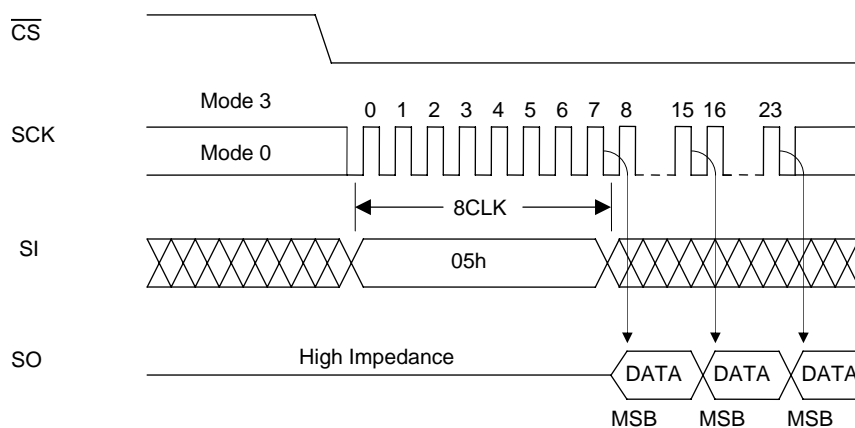 CS
Mode 3
0 1 2 3 4 5 6 7 8 15 16 23
SCK
Mode 0
8CLK
SI
05h
SO
High Impedance
DATA DATA DATA
MSB MSB MSB